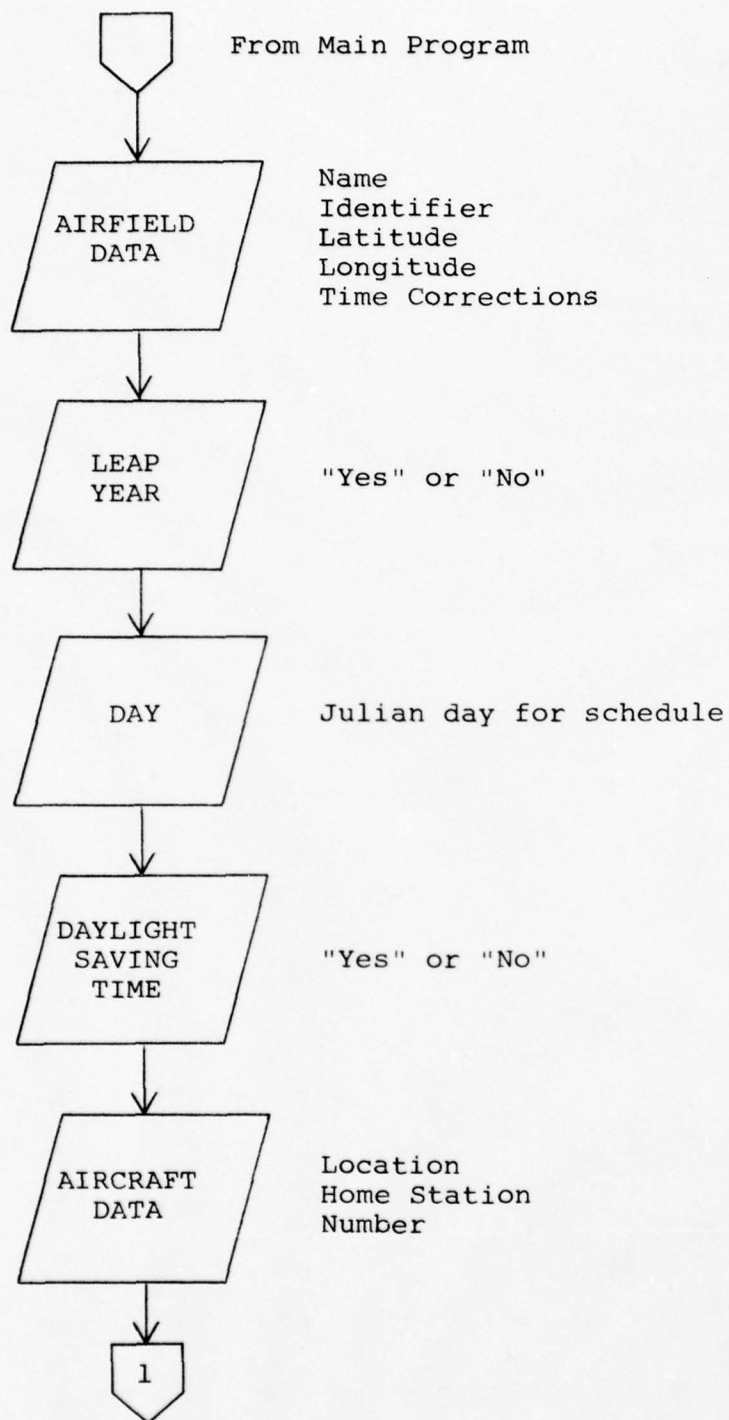 From Main Program
AIRFIELD
DATA
Name
Identifier
Latitude
Longitude
Time Corrections
LEAP
YEAR
"Yes" or "No"
DAY
Julian day for schedule
DAYLIGHT
SAVING
TIME
"Yes" or "No"
AIRCRAFT
DATA
Location
Home Station
Number
1